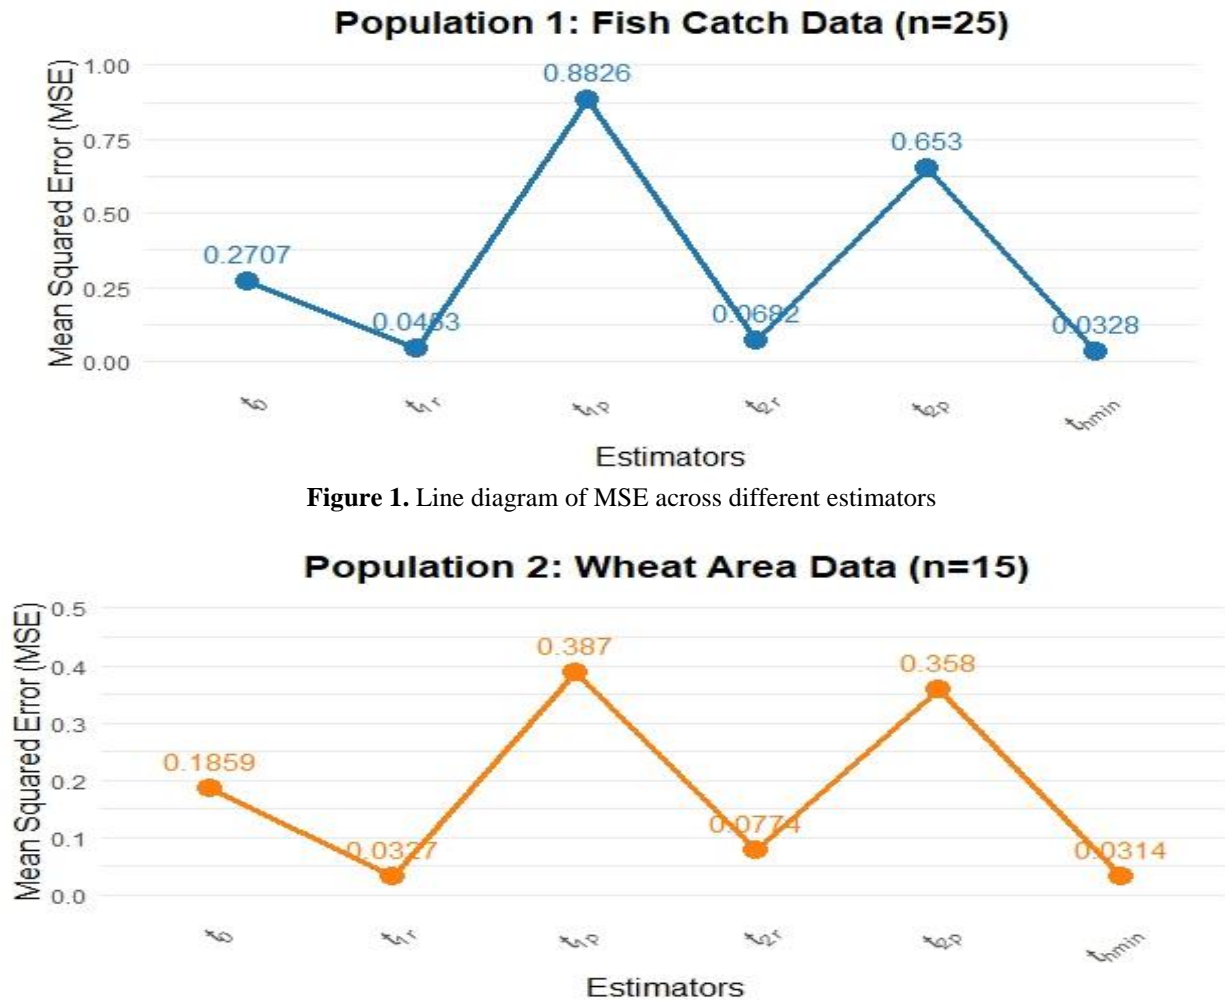 Population 1: Fish Catch Data (n=25)
Mean Squared Error (MSE)
1.00
0.75
0.50
0.25
0.00
0.2707
0.0453
0.8826
0.0682
0.653
0.0328
t0
t1r
t1p
t2r
t2p
thmin
Estimators
Figure 1. Line diagram of MSE across different estimators
Population 2: Wheat Area Data (n=15)
Mean Squared Error (MSE)
0.5
0.4
0.3
0.2
0.1
0.0
0.1859
0.0327
0.387
0.0774
0.358
0.0314
t0
t1r
t1p
t2r
t2p
thmin
Estimators